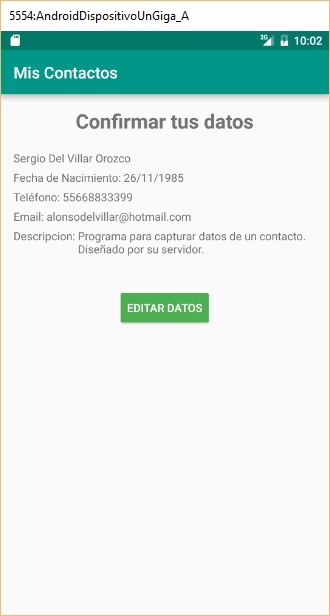 5554:AndroidDispositivoUnGiga_A
3G
10:02
Mis Contactos
Confirmar tus datos
Sergio Del Villar Orozco
Fecha de Nacimiento: 26/11/1985
Teléfono: 55668833399
Email: alonsodelvillar@hotmail.com
Descripcion: Programa para capturar datos de un contacto.
Diseñado por su servidor.
EDITAR DATOS